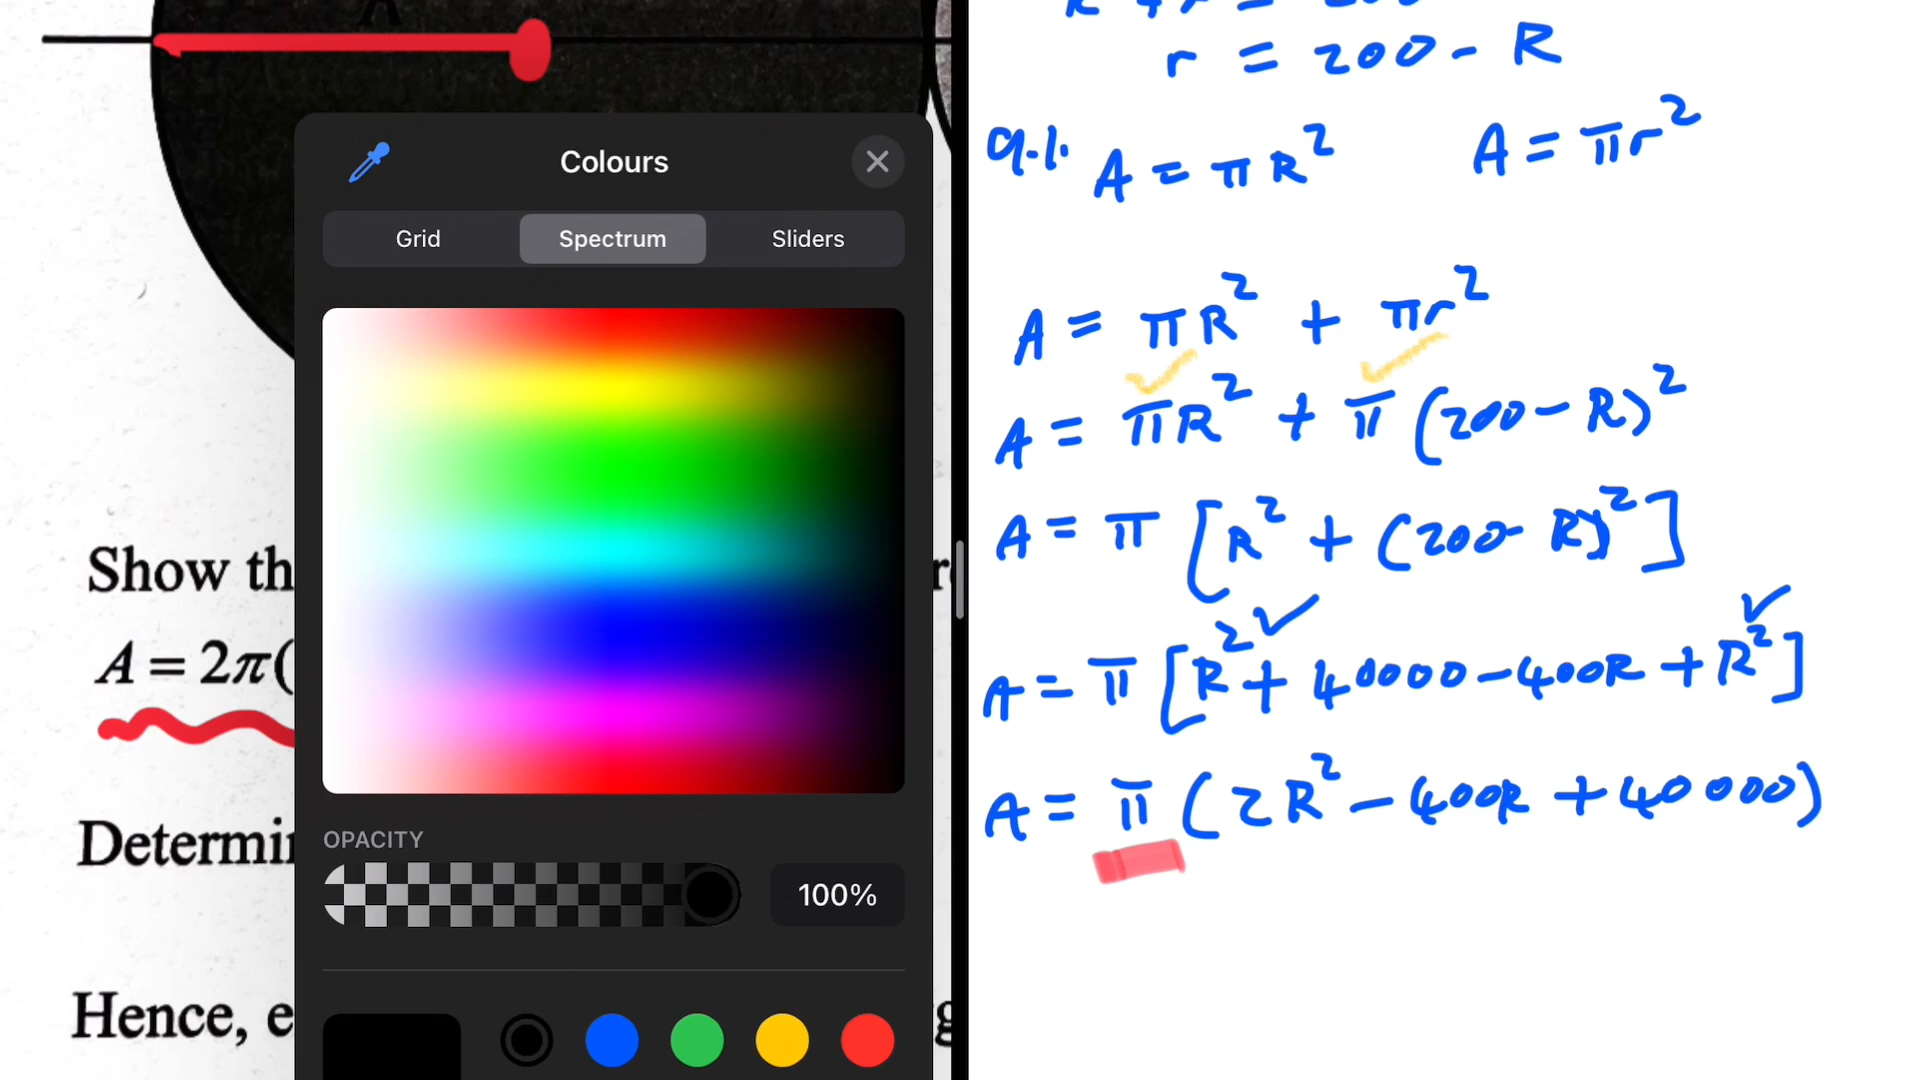 Colours
Grid Spectrum Sliders
Show th
A = 2π(
Determin
OPACITY
100%
Hence, e
r = 200 - R
9.1. A = πR² A = πr²
A = πR² + πr²
A = πR² + π(200 - R)²
A = π[R² + (200 - R)²]
A = π[R² + 40000 - 400R + R²]
A = π(2R² - 400R + 40000)